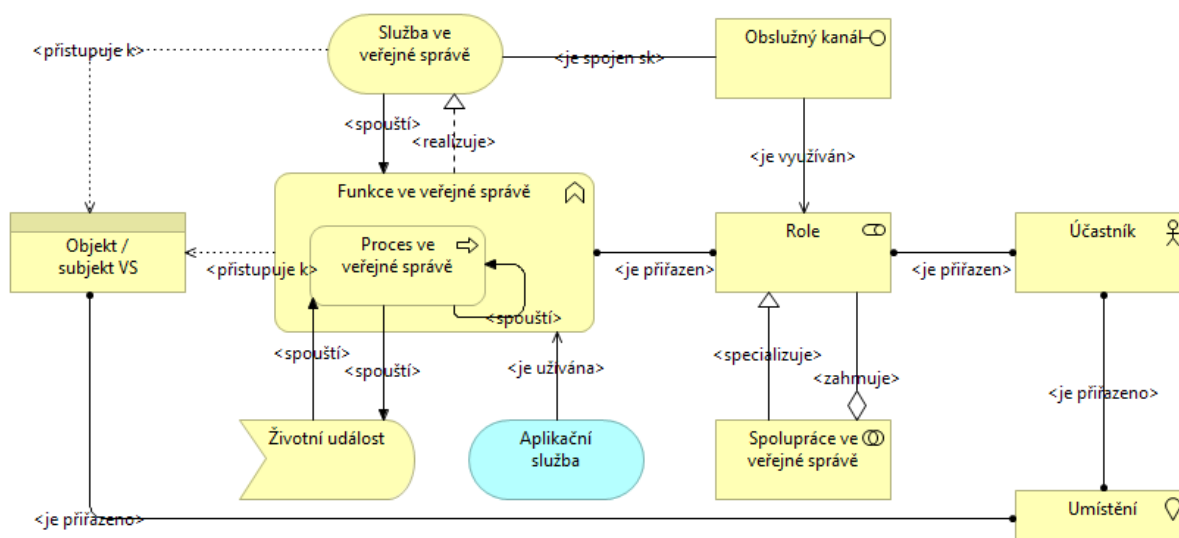 Služba ve
veřejné správě
Obslužný kanál
<přistupuje k>
<je spojen sk>
<spouští>
<realizuje>
<je využíván>
Funkce ve veřejné správě
Objekt /
subjekt VS
Proces ve
veřejné správě
Role
Účastník
<přistupuje k>
<je přiřazen>
<je přiřazen>
<spouští>
<spouští>
<spouští>
<je užívána>
<specializuje>
<zahrnuje>
<je přiřazeno>
Životní událost
Aplikační
služba
Spolupráce ve
veřejné správě
Umístění
<je přiřazeno>